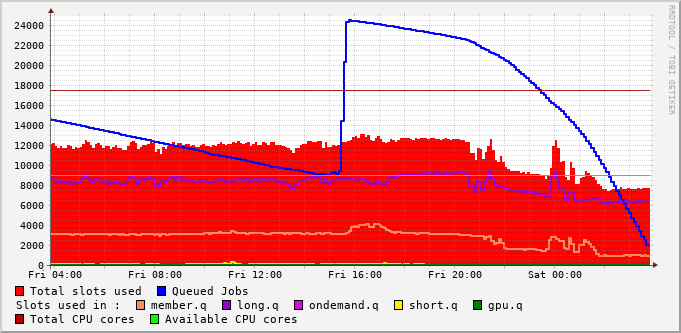 RRDTOOL / TOBI OETIKER
24000
22000
20000
18000
16000
14000
12000
10000
8000
6000
4000
2000
0
Fri 04:00 Fri 08:00 Fri 12:00 Fri 16:00 Fri 20:00 Sat 00:00
Total slots used Queued Jobs
Slots used in : member.q long.q ondemand.q short.q gpu.q
Total CPU cores Available CPU cores